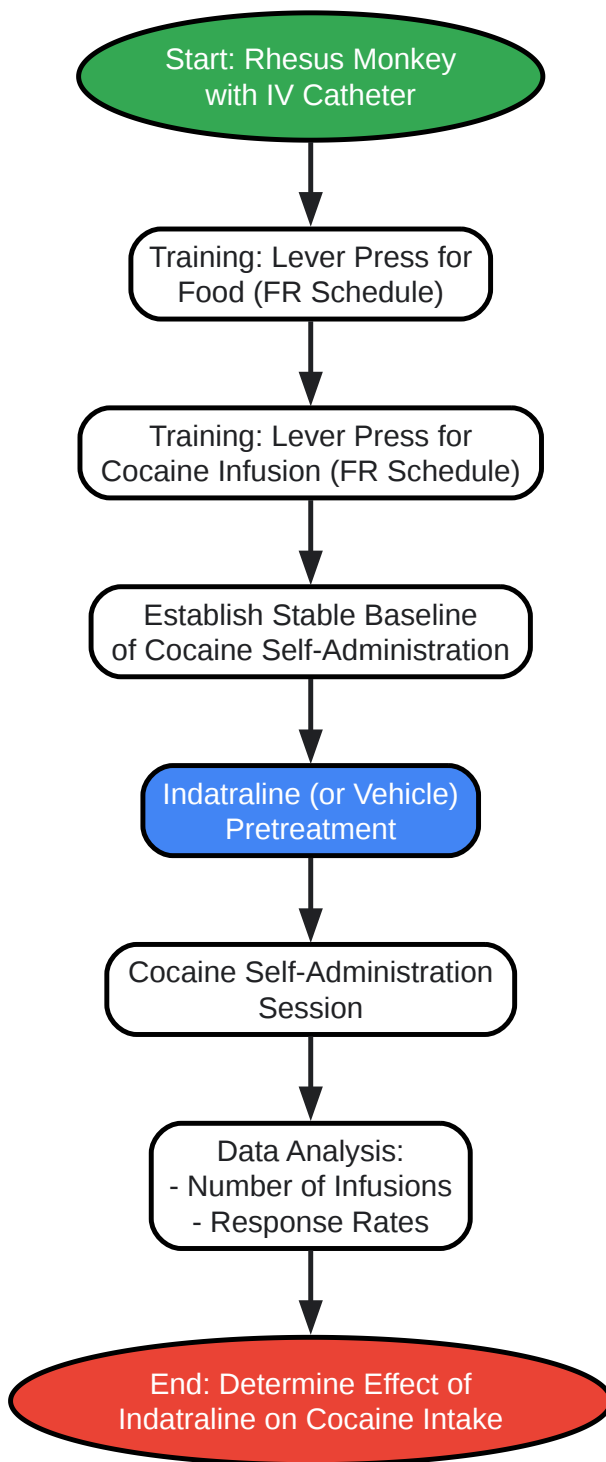 Start: Rhesus Monkey
with IV Catheter
Training: Lever Press for
Food (FR Schedule)
Training: Lever Press for
Cocaine Infusion (FR Schedule)
Establish Stable Baseline
of Cocaine Self-Administration
Indatraline (or Vehicle)
Pretreatment
Cocaine Self-Administration
Session
Data Analysis:
- Number of Infusions
- Response Rates
End: Determine Effect of
Indatraline on Cocaine Intake